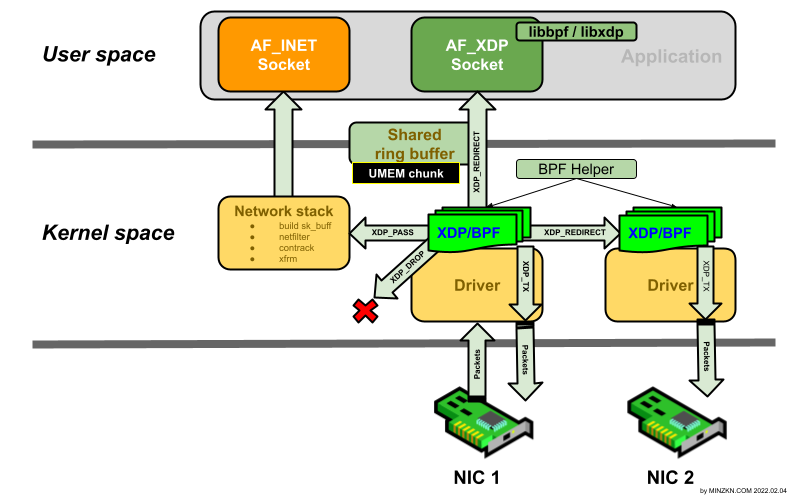 User space
AF_INET
Socket
AF_XDP
Socket
libbpf / libxdp
Application
Shared
ring buffer
UMEM chunk
XDP_REDIRECT
BPF Helper
Kernel space
Network stack
● build sk_buff
● netfilter
● contrack
● xfrm
XDP_PASS
XDP/BPF
XDP_REDIRECT
XDP/BPF
XDP_DROP
Driver
XDP_TX
Driver
XDP_TX
Packets
Packets
Packets
NIC 1
NIC 2
by MINZKN.COM 2022.02.04